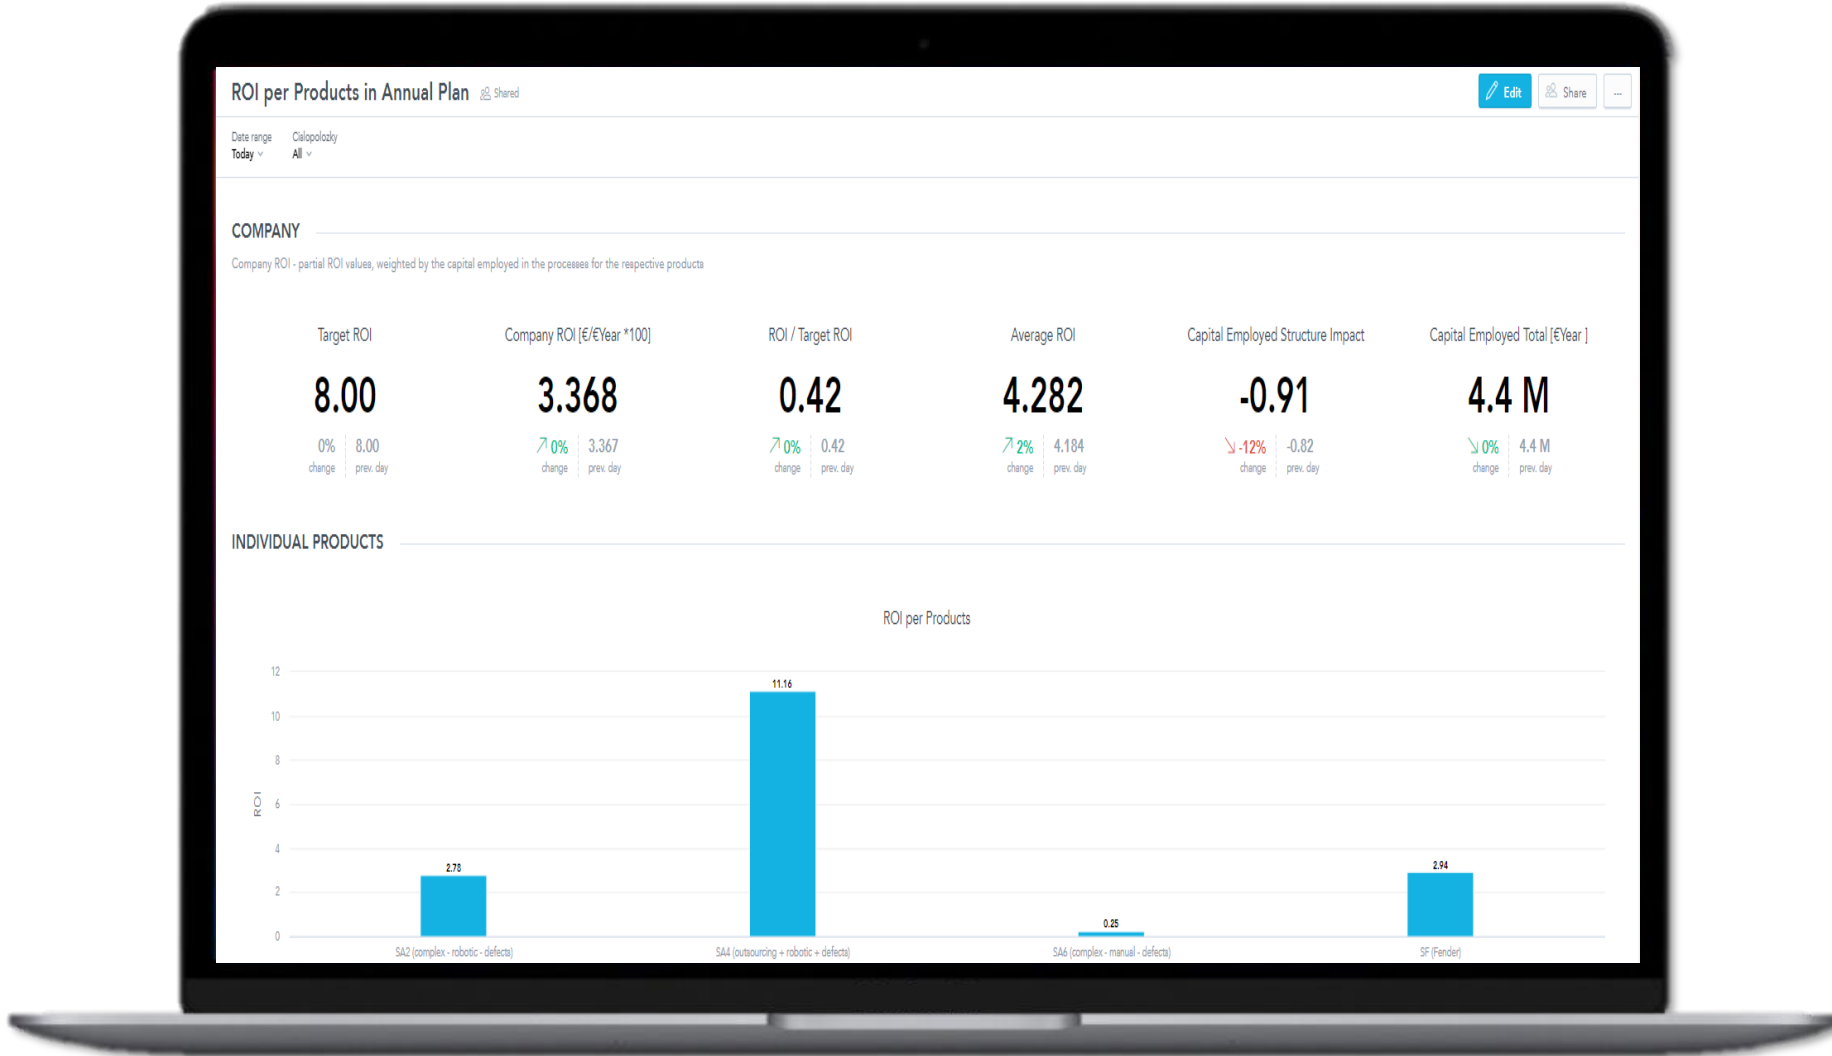 ROI per Products in Annual Plan Shared
Edit Share ...
Date range Cialopolozky
Today All
COMPANY
Company ROI - partial ROI values, weighted by the capital employed in the processes for the respective products
Target ROI Company ROI [€/€Year *100] ROI / Target ROI Average ROI Capital Employed Structure Impact Capital Employed Total [€Year ]
8.00 3.368 0.42 4.282 -0.91 4.4 M
0% 8.00 0% 3.367 0% 0.42 2% 4.184 -12% -0.82 0% 4.4 M
change prev. day change prev. day change prev. day change prev. day change prev. day change prev. day
INDIVIDUAL PRODUCTS
ROI per Products
ROI
12
10
8
6
4
2
0
2.78
11.16
0.25
2.94
SA2 (complex - robotic - defects)
SA4 (outsourcing + robotic + defects)
SA6 (complex - manual - defects)
SF (Fender)